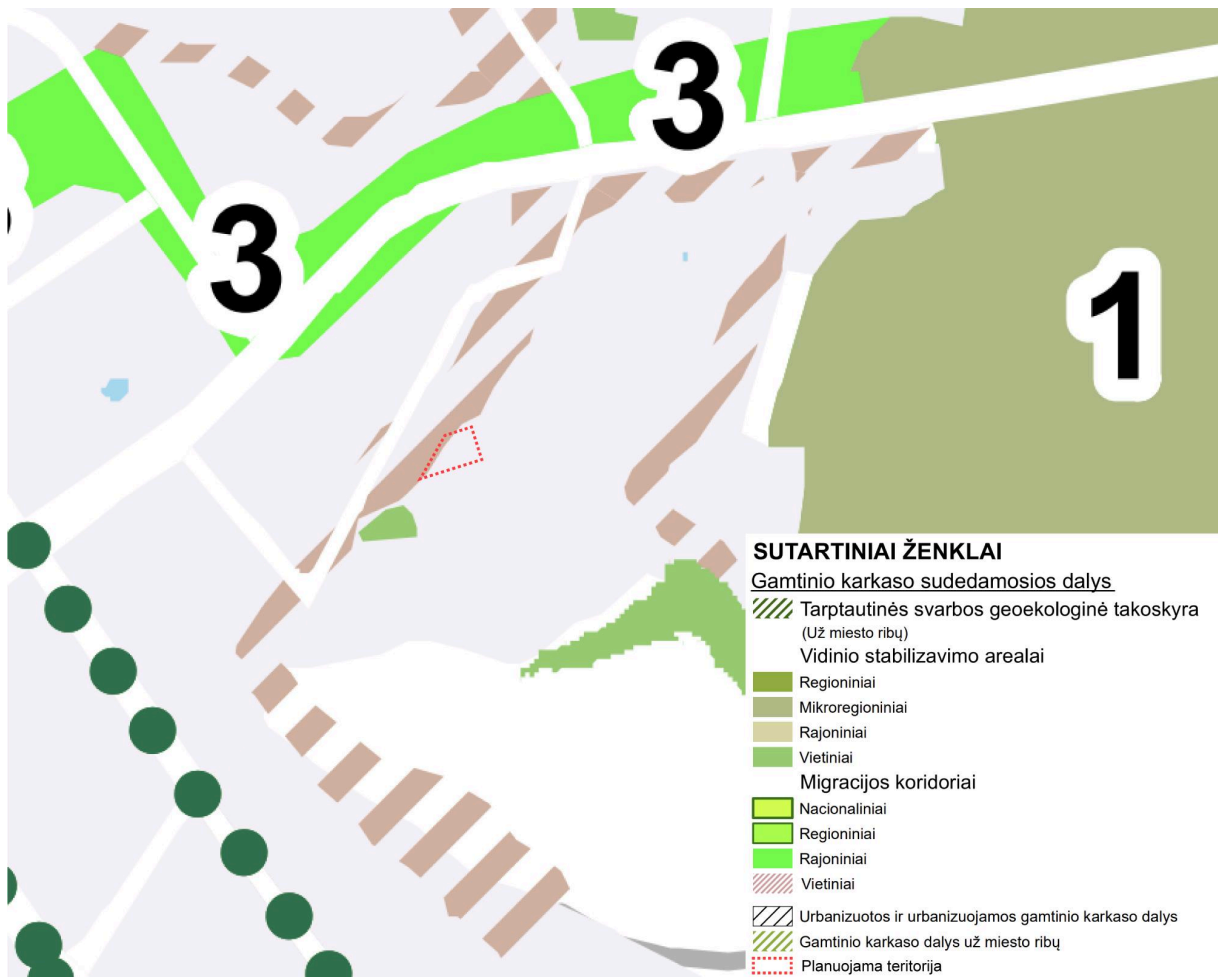 3
3
1
SUTARTINIAI ŽENKLAI
Gamtinio karkaso sudedamosios dalys
Tarptautinės svarbos geoekologinė takoskyra
(Už miesto ribų)
Vidinio stabilizavimo arealai
Regioniniai
Mikroregioniniai
Rajoniniai
Vietiniai
Migracijos koridoriai
Nacionaliniai
Regioniniai
Rajoniniai
Vietiniai
Urbanizuotos ir urbanizuojamos gamtinio karkaso dalys
Gamtinio karkaso dalys už miesto ribų
Planuojama teritorija